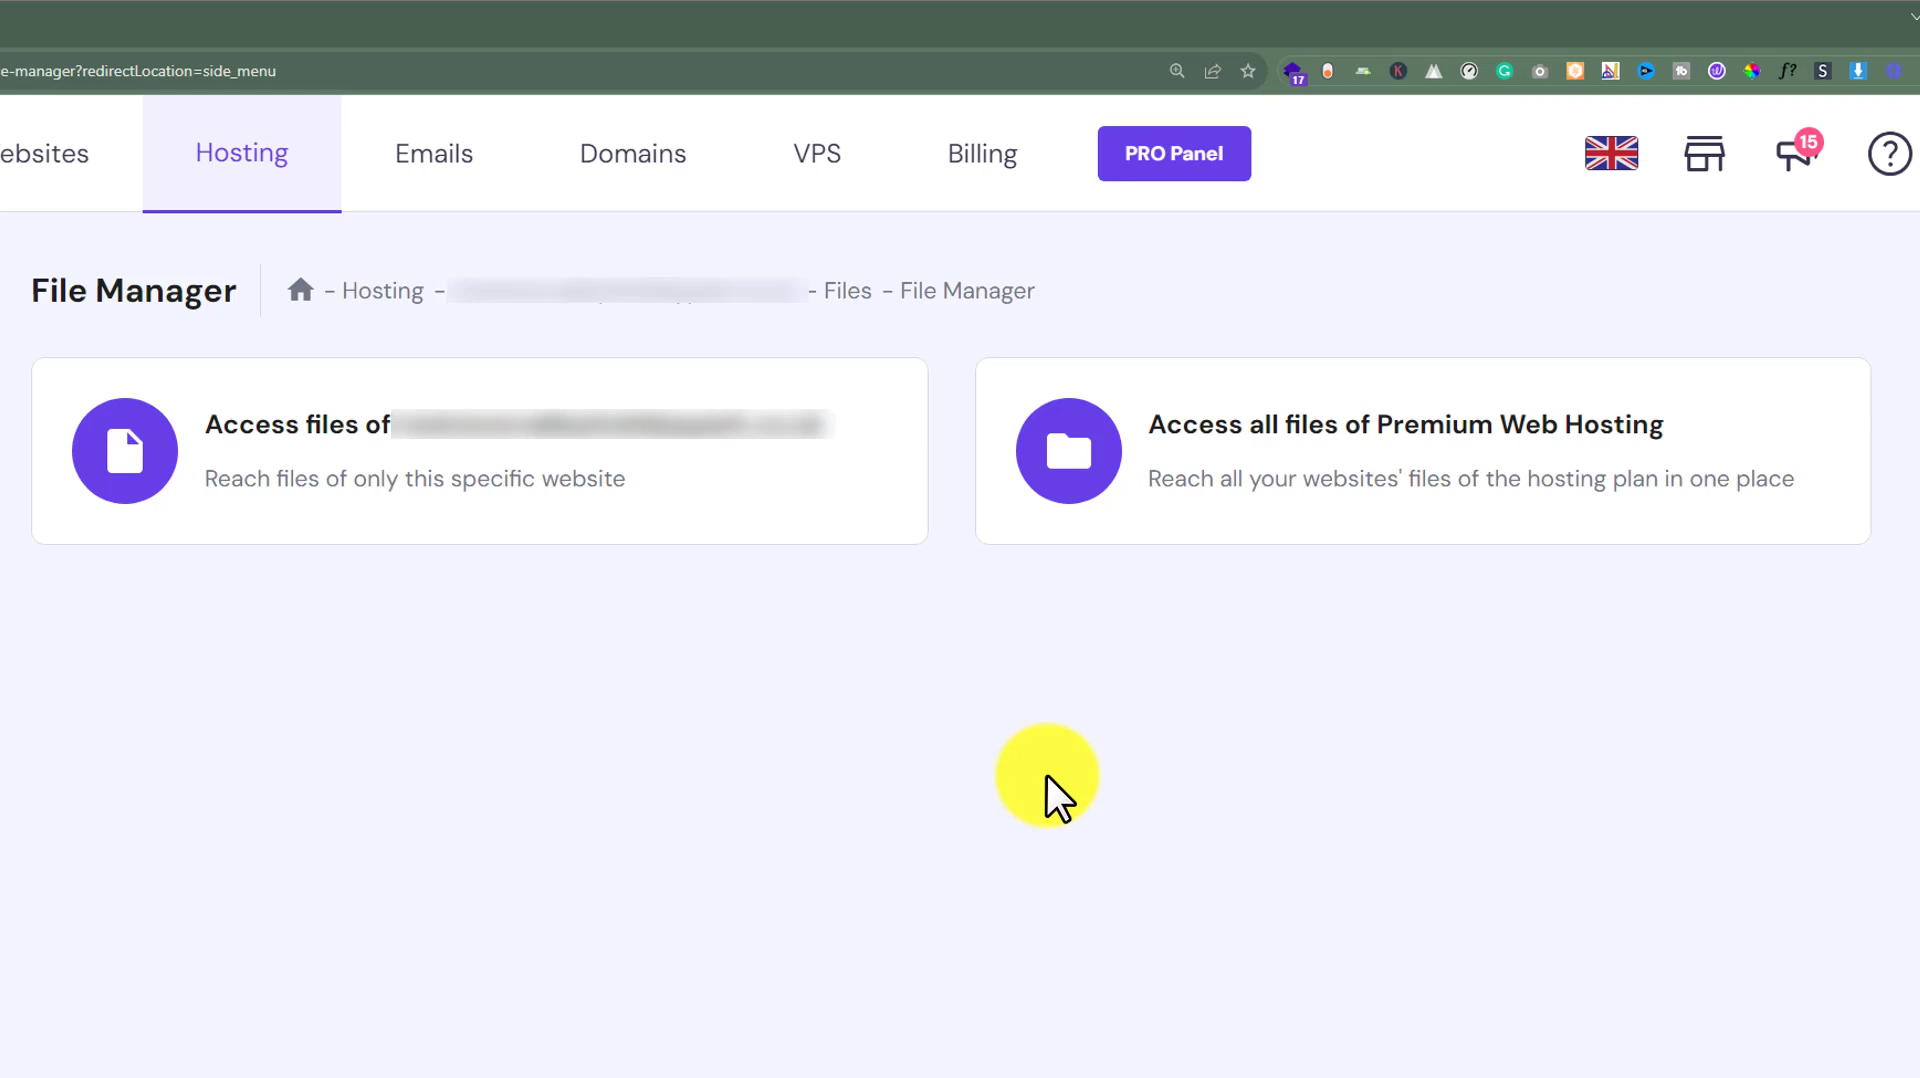 e-manager?redirectLocation=side_menu
17
ebsites Hosting Emails Domains VPS Billing PRO Panel 15 ?
File Manager - Hosting - - Files - File Manager
Access files of
Reach files of only this specific website
Access all files of Premium Web Hosting
Reach all your websites' files of the hosting plan in one place